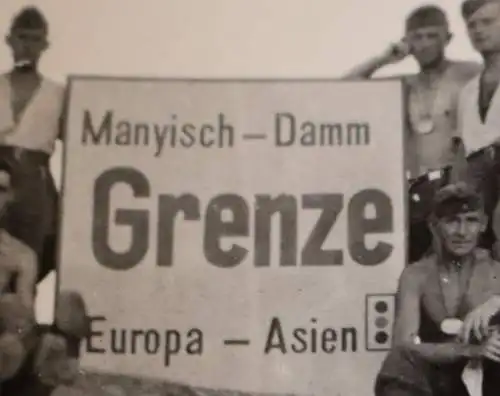 Manyisch – Damm
Grenze
Europa – Asien